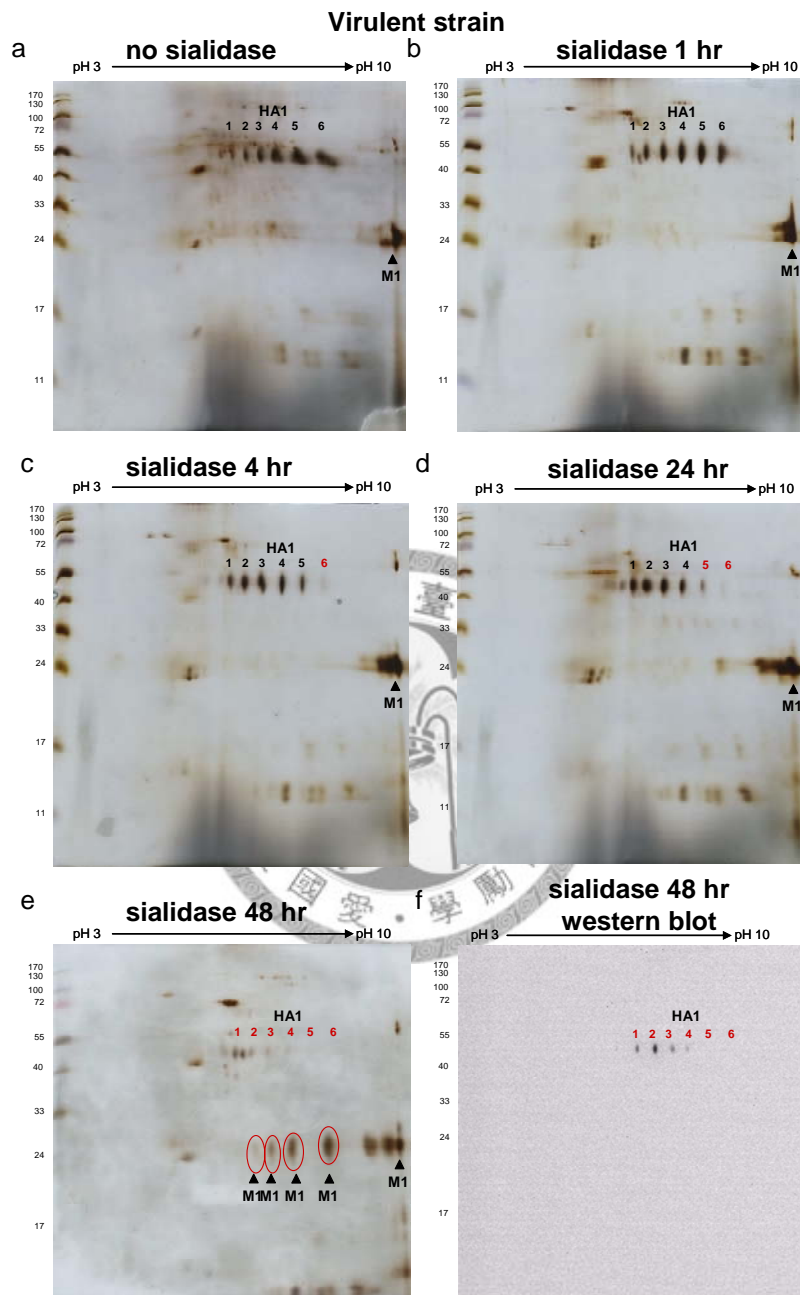 Virulent strain
a
no sialidase
pH 3
pH 10
170
130
100
72
55
40
33
24
17
11
HA1
1 2 3 4 5 6
M1
b
sialidase 1 hr
pH 3
pH 10
170
130
100
72
55
40
33
24
17
11
HA1
1 2 3 4 5 6
M1
c
sialidase 4 hr
pH 3
pH 10
170
130
100
72
55
40
33
24
17
11
HA1
1 2 3 4 5 6
M1
d
sialidase 24 hr
pH 3
pH 10
170
130
100
72
55
40
33
24
17
11
HA1
1 2 3 4 5 6
M1
國 愛 學 勵
e
sialidase 48 hr
pH 3
pH 10
170
130
100
72
55
40
33
24
17
HA1
1 2 3 4 5 6
M1 M1 M1 M1 M1
f
sialidase 48 hr
western blot
pH 3
pH 10
170
130
100
72
55
40
33
24
17
HA1
1 2 3 4 5 6